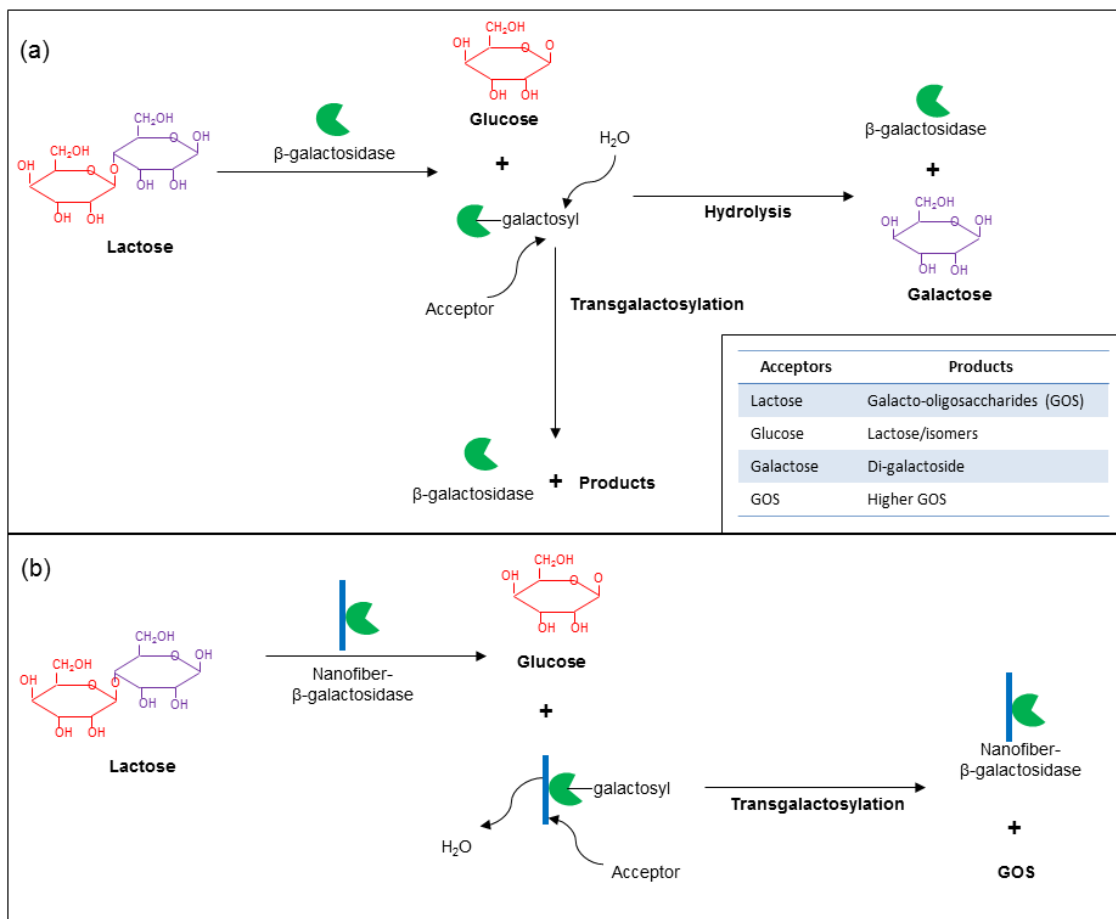 (a)
CH₂OH
OH
O
OH
OH OH
Glucose
+
CH₂OH
O OH
CH₂OH
OH
O
O
OH OH
OH OH
Lactose
β-galactosidase
H₂O
galactosyl
Acceptor
Hydrolysis
β-galactosidase
+
CH₂OH
OH
O OH
OH OH
Galactose
Transgalactosylation
β-galactosidase
+ Products
Acceptors Products
Lactose Galacto-oligosaccharides (GOS)
Glucose Lactose/isomers
Galactose Di-galactoside
GOS Higher GOS
(b)
CH₂OH
O OH
CH₂OH
OH
O
O
OH OH
OH OH
Lactose
Nanofiber-
β-galactosidase
CH₂OH
OH
O O
OH OH
Glucose
+
galactosyl
H₂O
Acceptor
Transgalactosylation
Nanofiber-
β-galactosidase
+
GOS